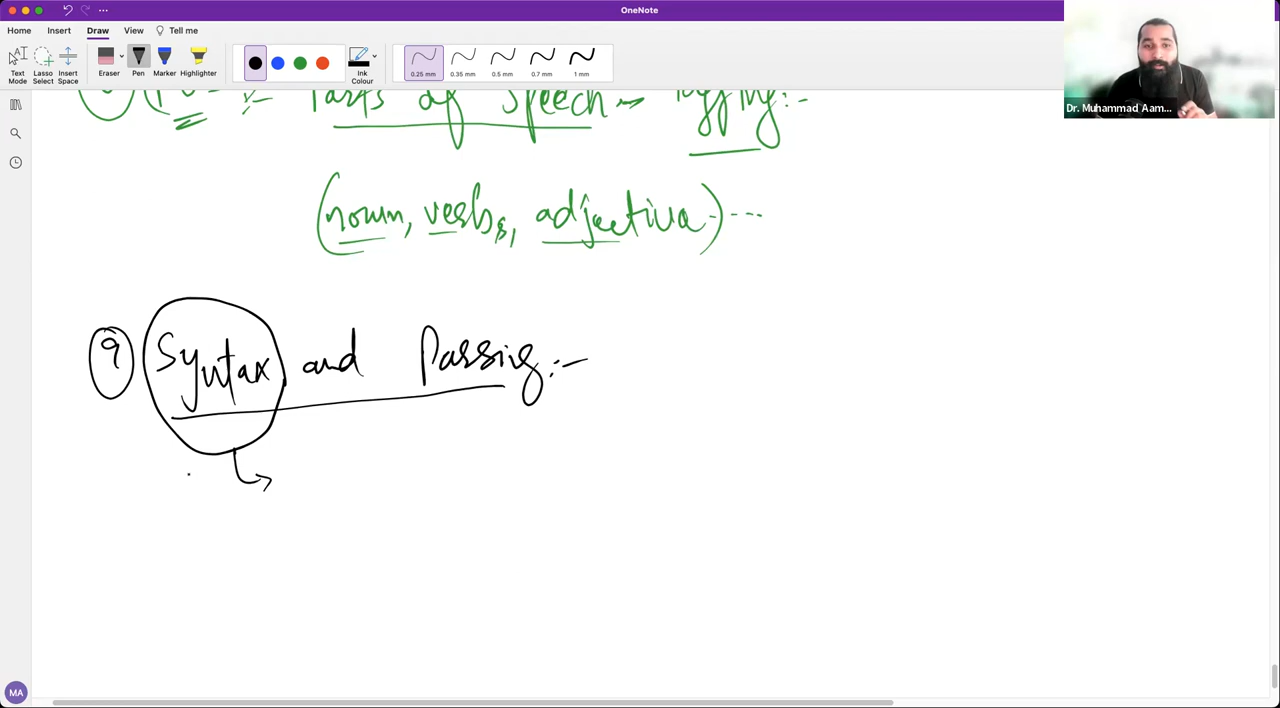 OneNote
Home Insert Draw View Tell me
Text Mode Lasso Select Insert Space Eraser Pen Marker Highlighter Ink Colour 0.25 mm 0.35 mm 0.5 mm 0.7 mm 1 mm
Dr. Muhammad Aam...
Parts of Speech
(noun, verbs, adjective) ...
9 Syntax and Parsing :-
MA